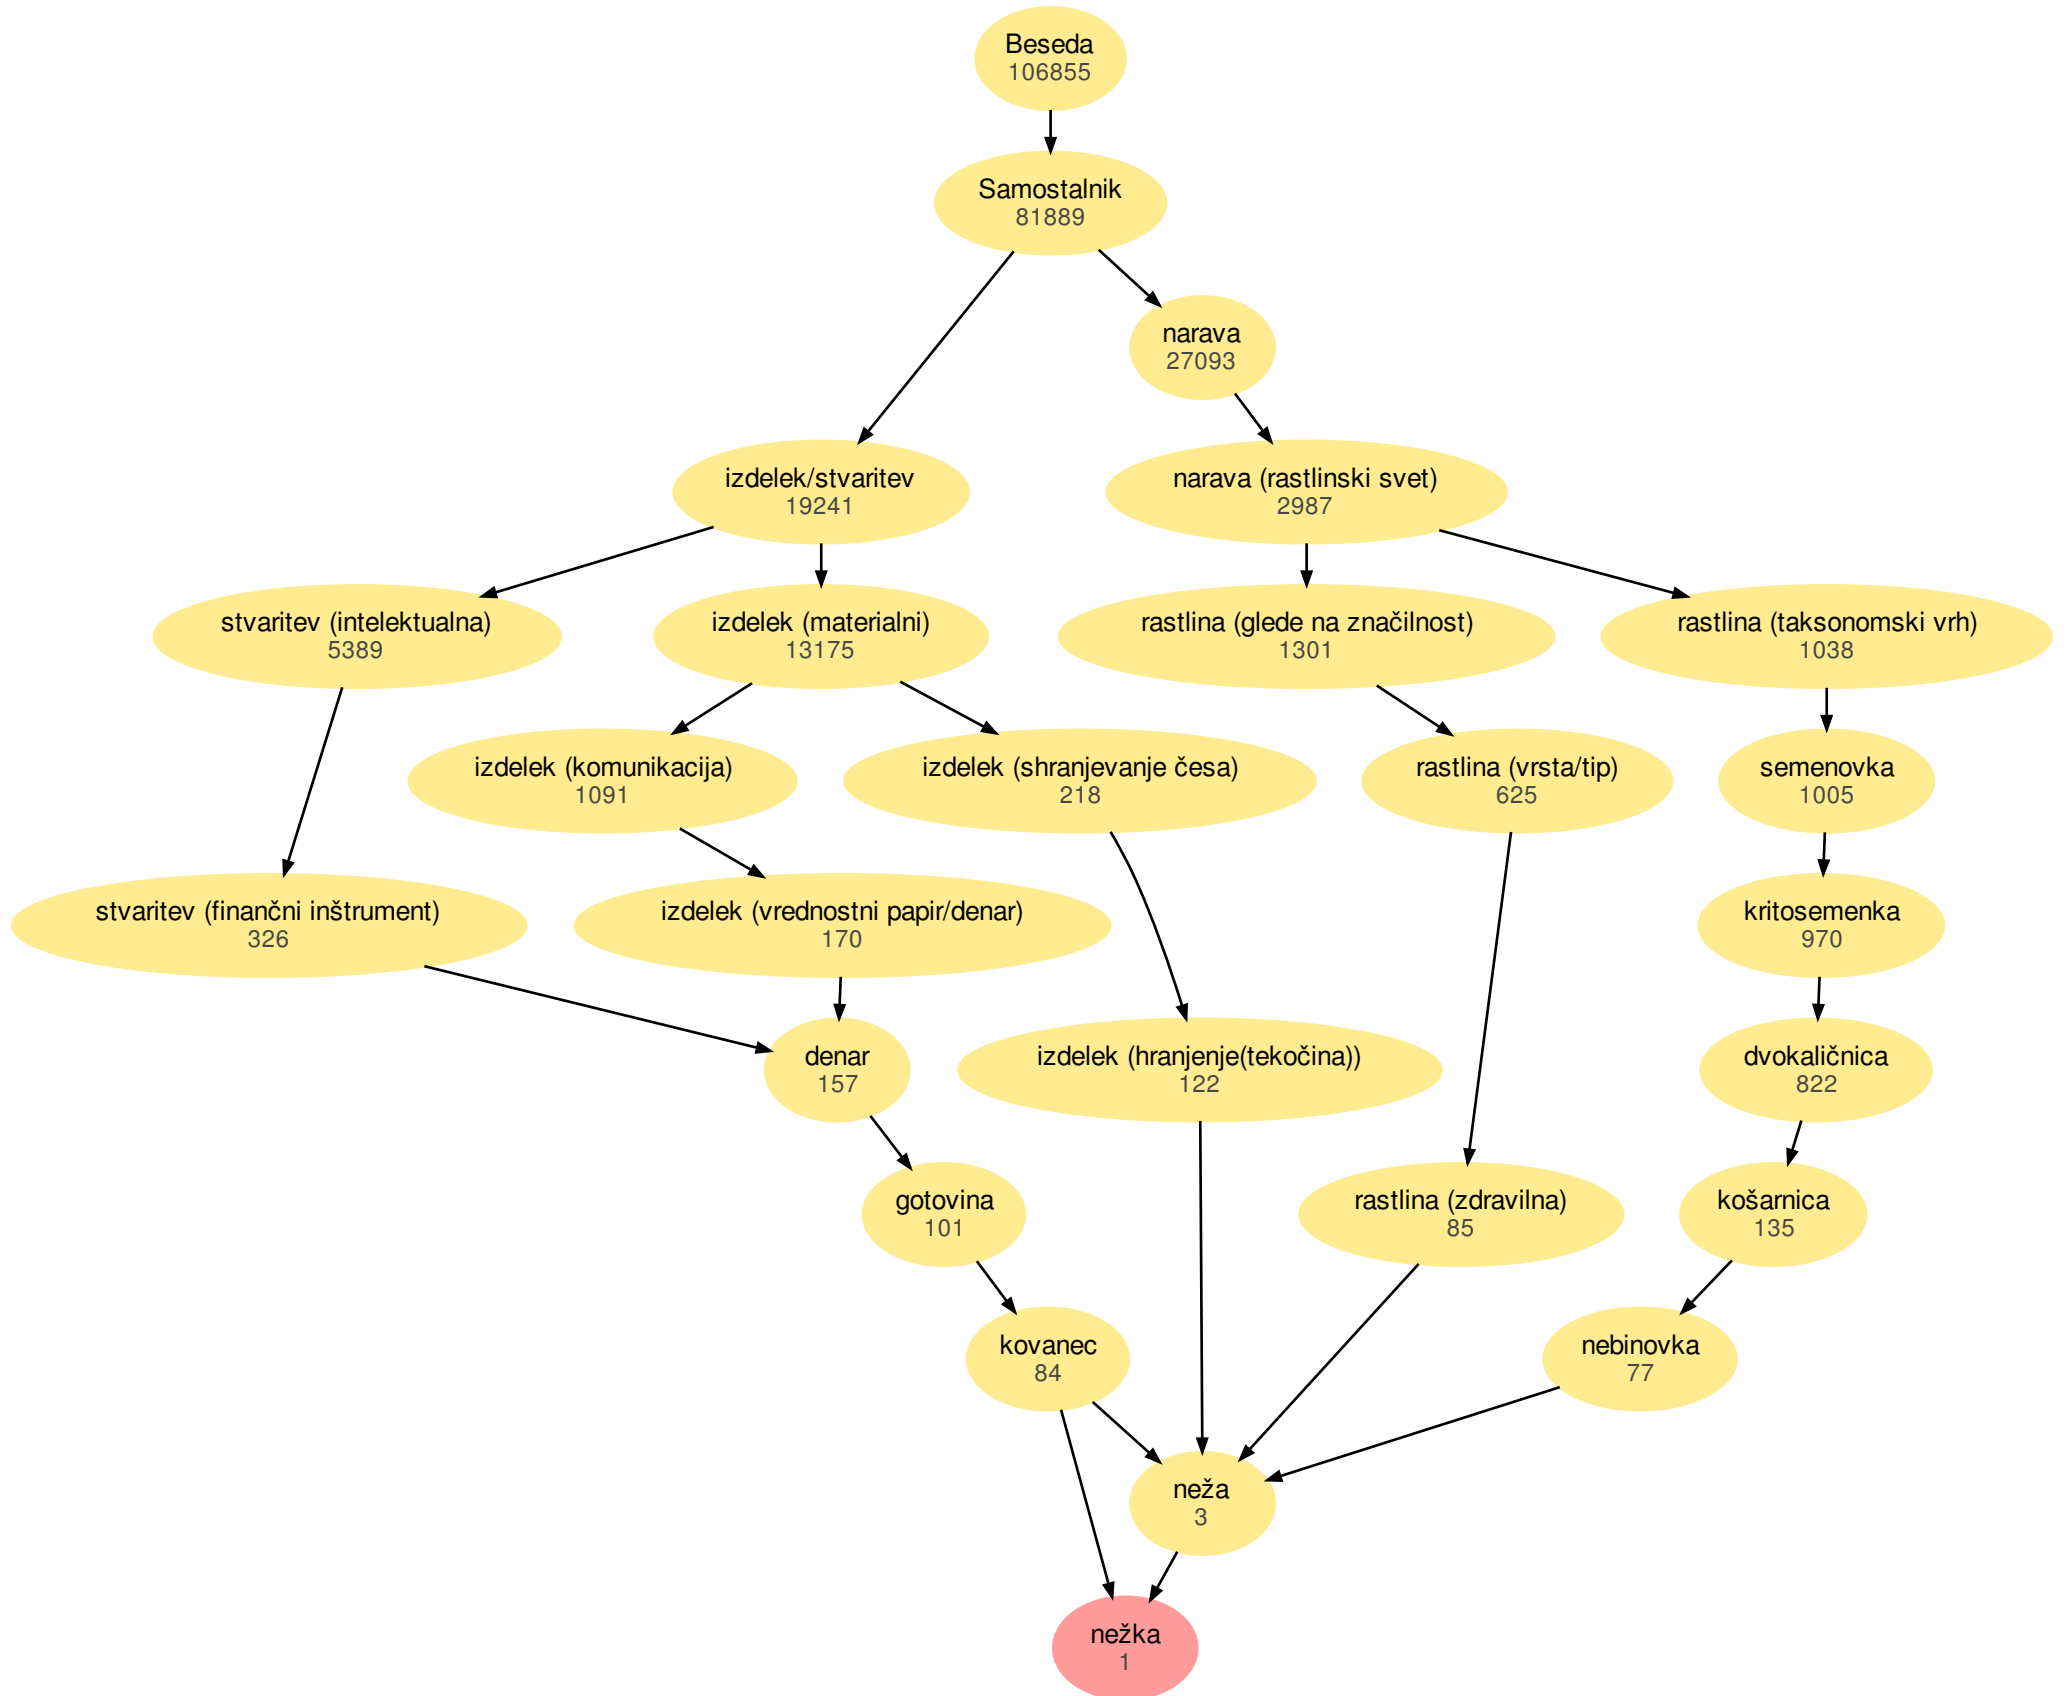 Beseda
106855
Samostalnik
81889
narava
27093
izdelek/stvaritev
19241
narava (rastlinski svet)
2987
stvaritev (intelektualna)
5389
izdelek (materialni)
13175
rastlina (glede na značilnost)
1301
rastlina (taksonomski vrh)
1038
izdelek (komunikacija)
1091
izdelek (shranjevanje česa)
218
rastlina (vrsta/tip)
625
semenovka
1005
stvaritev (finančni inštrument)
326
izdelek (vrednostni papir/denar)
170
kritosemenka
970
denar
157
izdelek (hranjenje(tekočina))
122
dvokaličnica
822
gotovina
101
rastlina (zdravilna)
85
košarnica
135
kovanec
84
nebinovka
77
neža
3
nežka
1